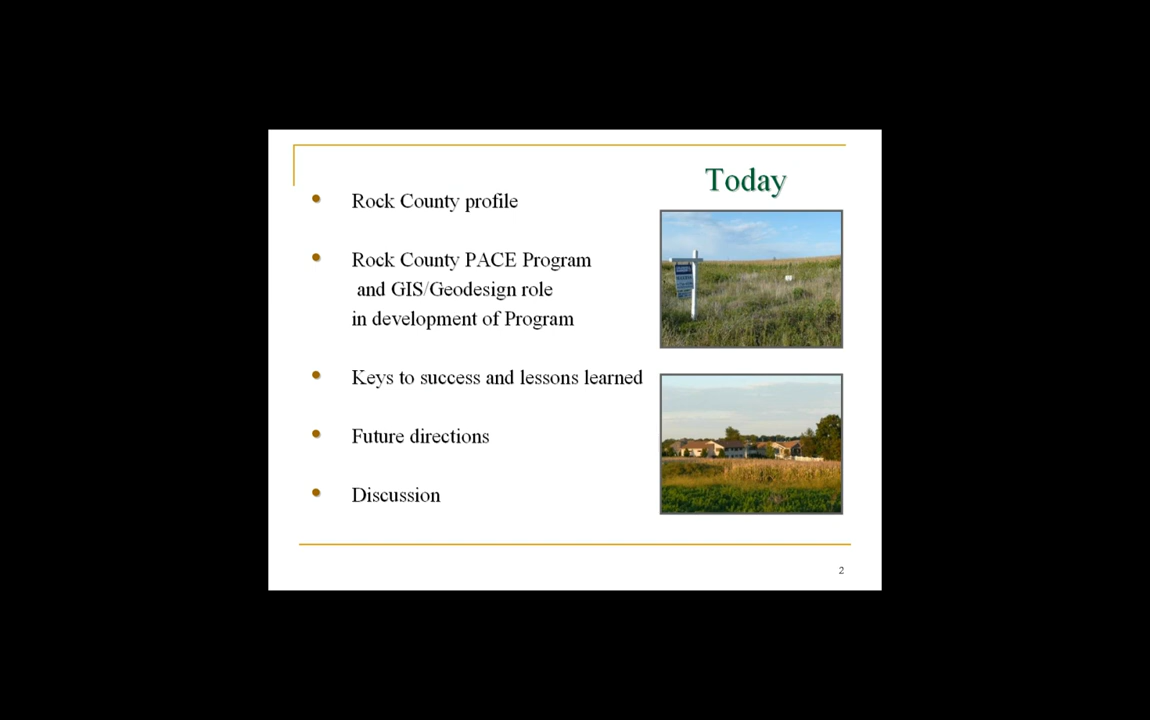 Today
Rock County profile
Rock County PACE Program
and GIS/Geodesign role
in development of Program
Keys to success and lessons learned
Future directions
Discussion
2